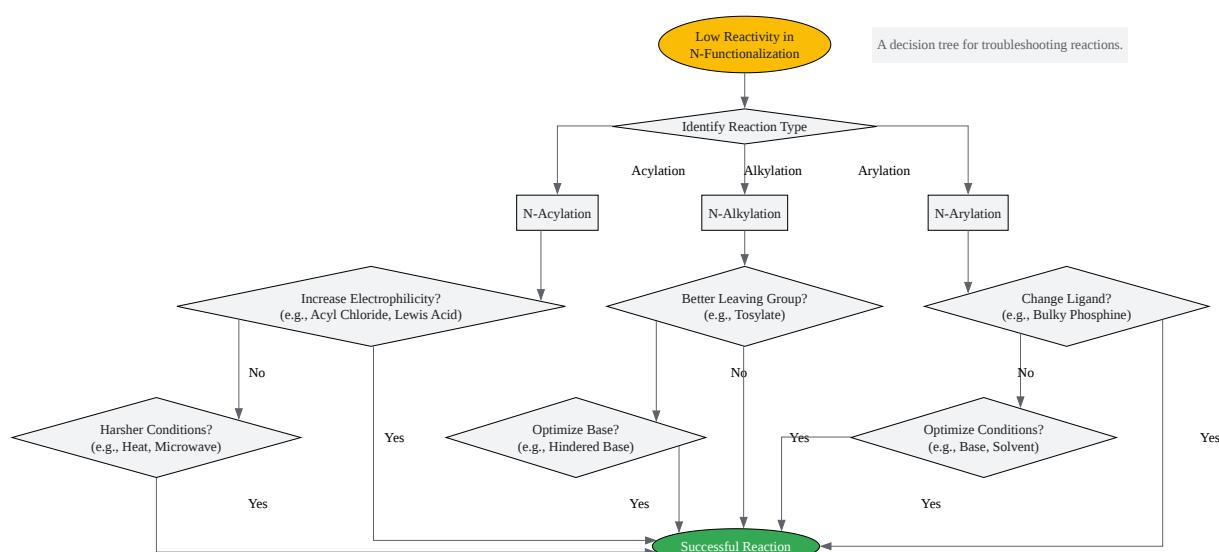 Low Reactivity in
N-Functionalization
A decision tree for troubleshooting reactions.
Identify Reaction Type
Acylation
Alkylation
Arylation
N-Acylation
N-Alkylation
N-Arylation
Increase Electrophilicity?
(e.g., Acyl Chloride, Lewis Acid)
Better Leaving Group?
(e.g., Tosylate)
Change Ligand?
(e.g., Bulky Phosphine)
No
No
No
Harsher Conditions?
(e.g., Heat, Microwave)
Yes
Optimize Base?
(e.g., Hindered Base)
Yes
Optimize Conditions?
(e.g., Base, Solvent)
Yes
Yes
Yes
Yes
Successful Reaction